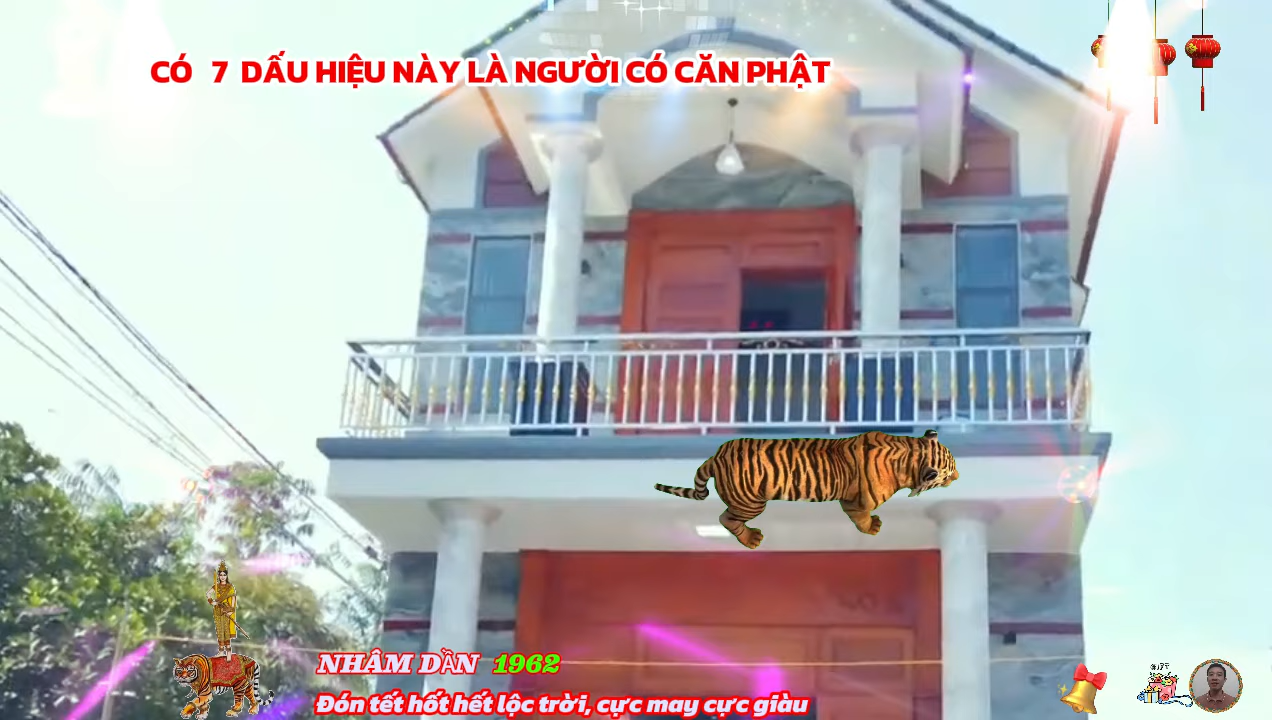 CÓ 7 DẤU HIỆU NÀY LÀ NGƯỜI CÓ CĂN PHẬT
NHÂM DẦN 1962
Đón tết hốt hết lộc trời, cực may cực giàu